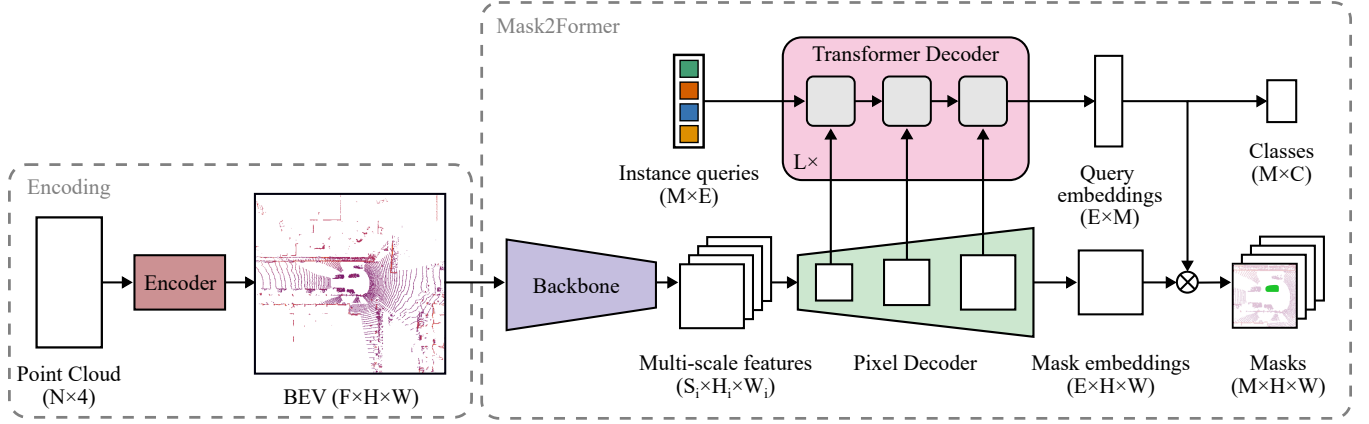 Mask2Former
Transformer Decoder
L×
Instance queries
(M×E)
Query
embeddings
(E×M)
Classes
(M×C)
Encoding
Encoder
Point Cloud
(N×4)
BEV (F×H×W)
Backbone
Multi-scale features
(Sᵢ×Hᵢ×Wᵢ)
Pixel Decoder
Mask embeddings
(E×H×W)
Masks
(M×H×W)